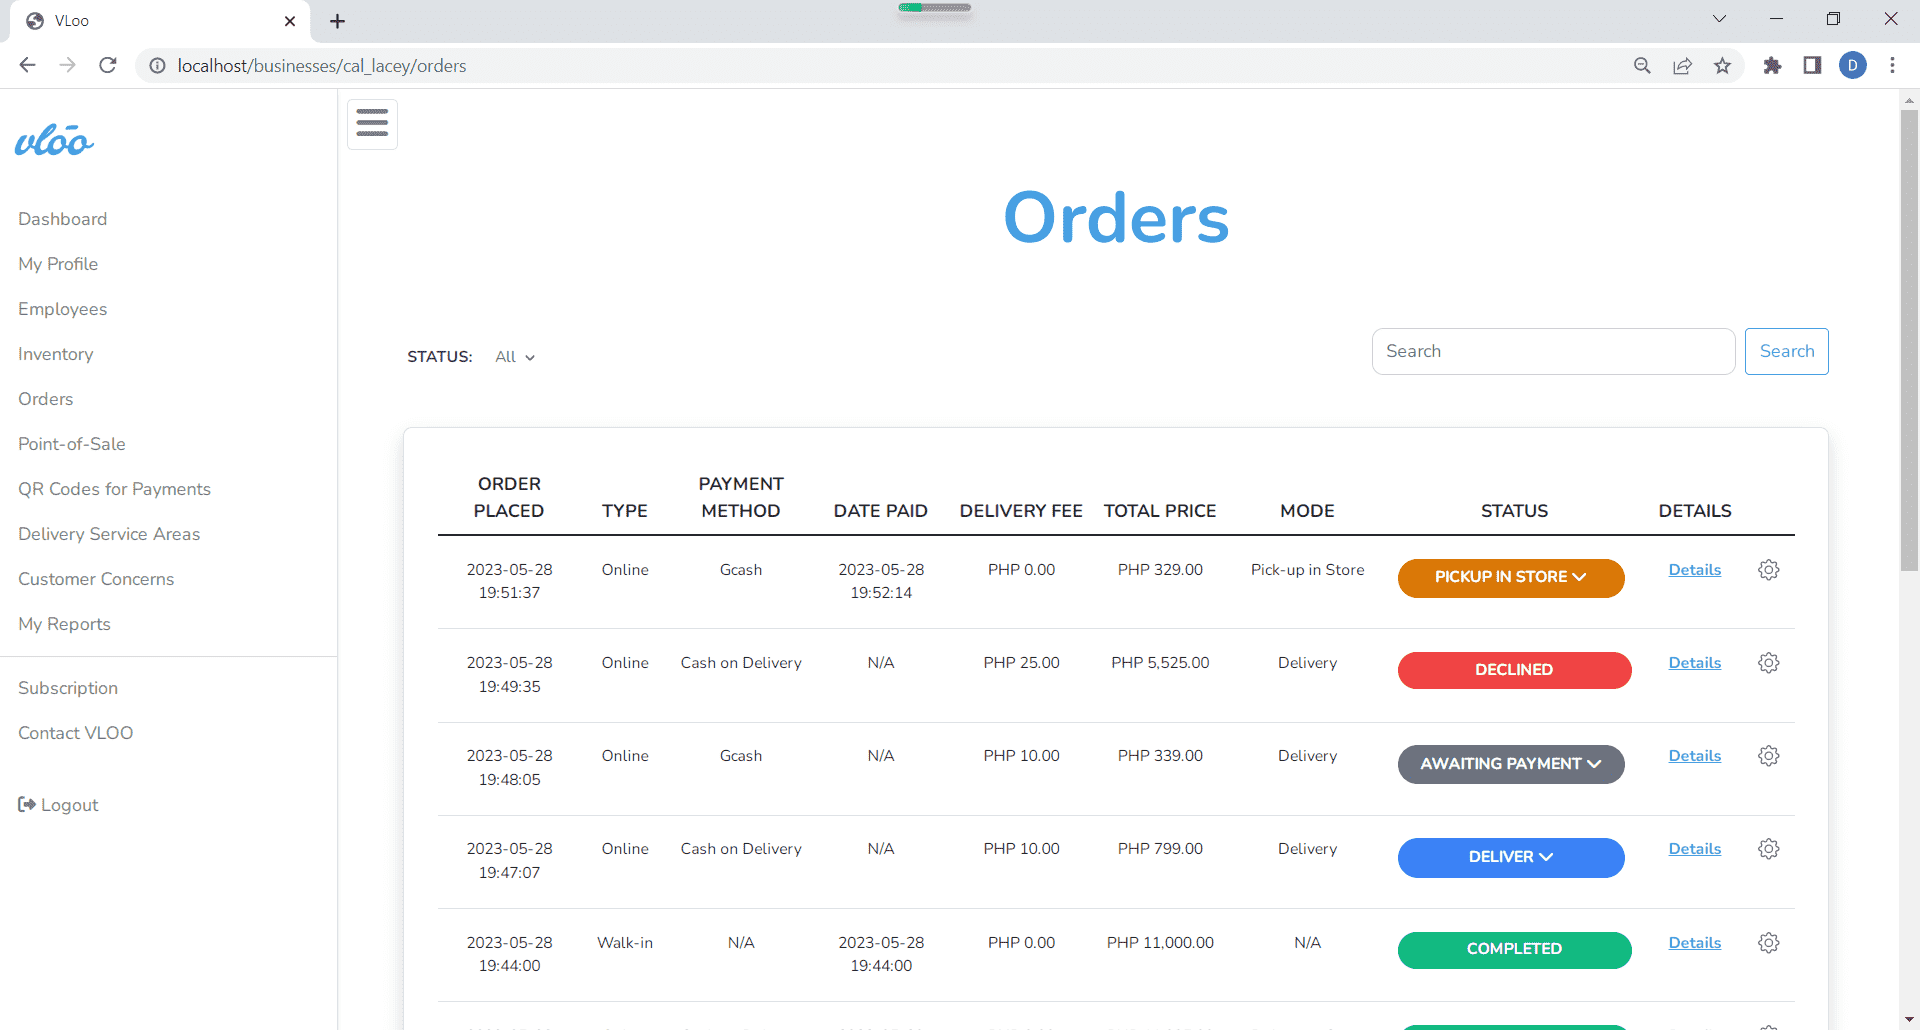 VLoo
localhost/businesses/cal_lacey/orders
D
vlōo
Dashboard
My Profile
Employees
Inventory
Orders
Point-of-Sale
QR Codes for Payments
Delivery Service Areas
Customer Concerns
My Reports
Subscription
Contact VLOO
Logout
Orders
STATUS: All
Search Search
ORDER PLACED TYPE PAYMENT METHOD DATE PAID DELIVERY FEE TOTAL PRICE MODE STATUS DETAILS
2023-05-28 19:51:37 Online Gcash 2023-05-28 19:52:14 PHP 0.00 PHP 329.00 Pick-up in Store PICKUP IN STORE Details
2023-05-28 19:49:35 Online Cash on Delivery N/A PHP 25.00 PHP 5,525.00 Delivery DECLINED Details
2023-05-28 19:48:05 Online Gcash N/A PHP 10.00 PHP 339.00 Delivery AWAITING PAYMENT Details
2023-05-28 19:47:07 Online Cash on Delivery N/A PHP 10.00 PHP 799.00 Delivery DELIVER Details
2023-05-28 19:44:00 Walk-in N/A 2023-05-28 19:44:00 PHP 0.00 PHP 11,000.00 N/A COMPLETED Details